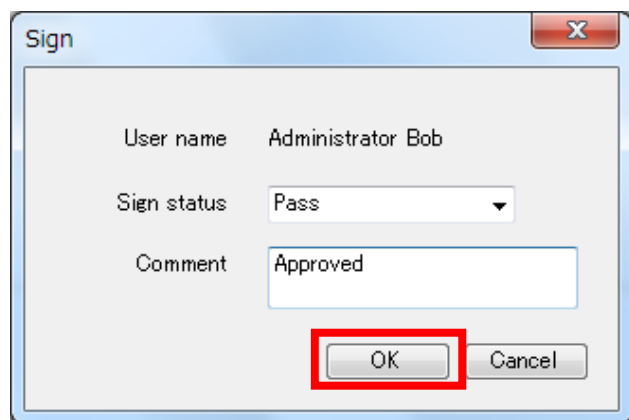 Sign
User name Administrator Bob
Sign status Pass
Comment Approved
OK Cancel